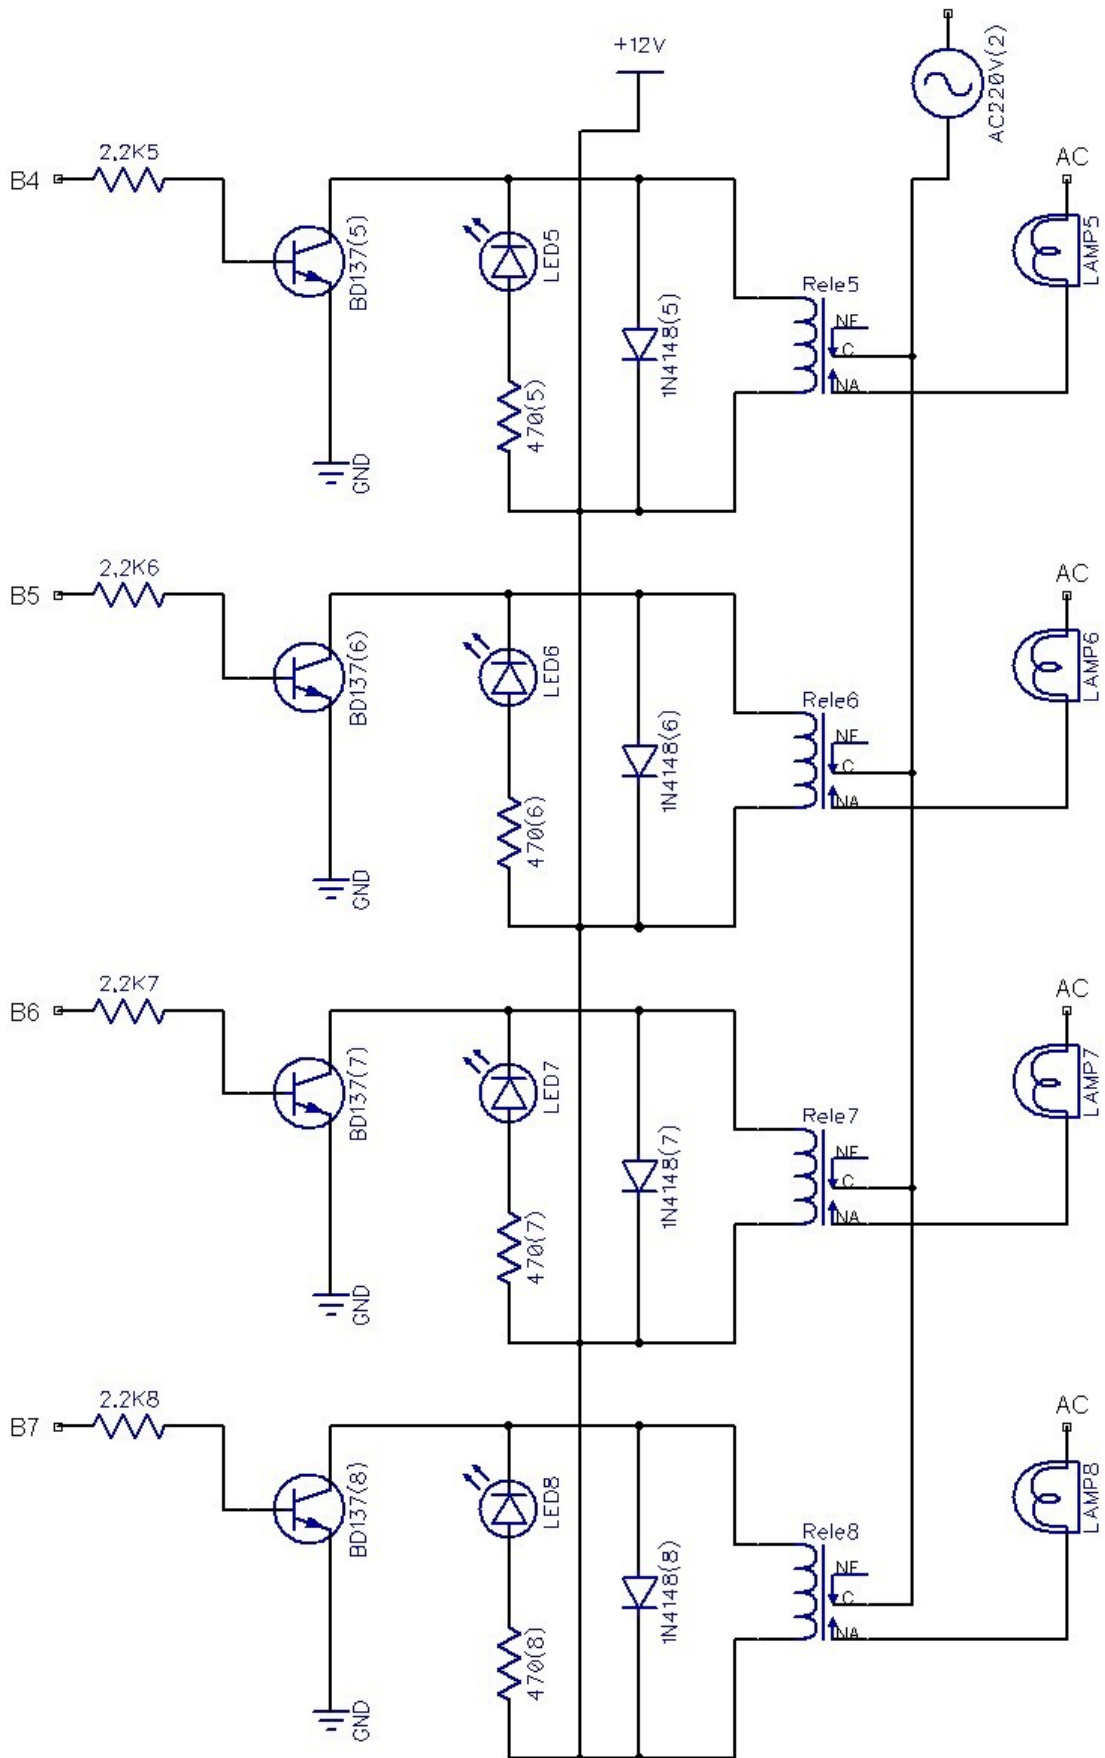 +12V
AC220V(2)
B4
2.2K5
BD137(5)
GND
LED5
470(5)
1N4148(5)
Rele5
NF
C
NA
AC
LAMP5
B5
2.2K6
BD137(6)
GND
LED6
470(6)
1N4148(6)
Rele6
NF
C
NA
AC
LAMP6
B6
2.2K7
BD137(7)
GND
LED7
470(7)
1N4148(7)
Rele7
NF
C
NA
AC
LAMP7
B7
2.2K8
BD137(8)
GND
LED8
470(8)
1N4148(8)
Rele8
NF
C
NA
AC
LAMP8